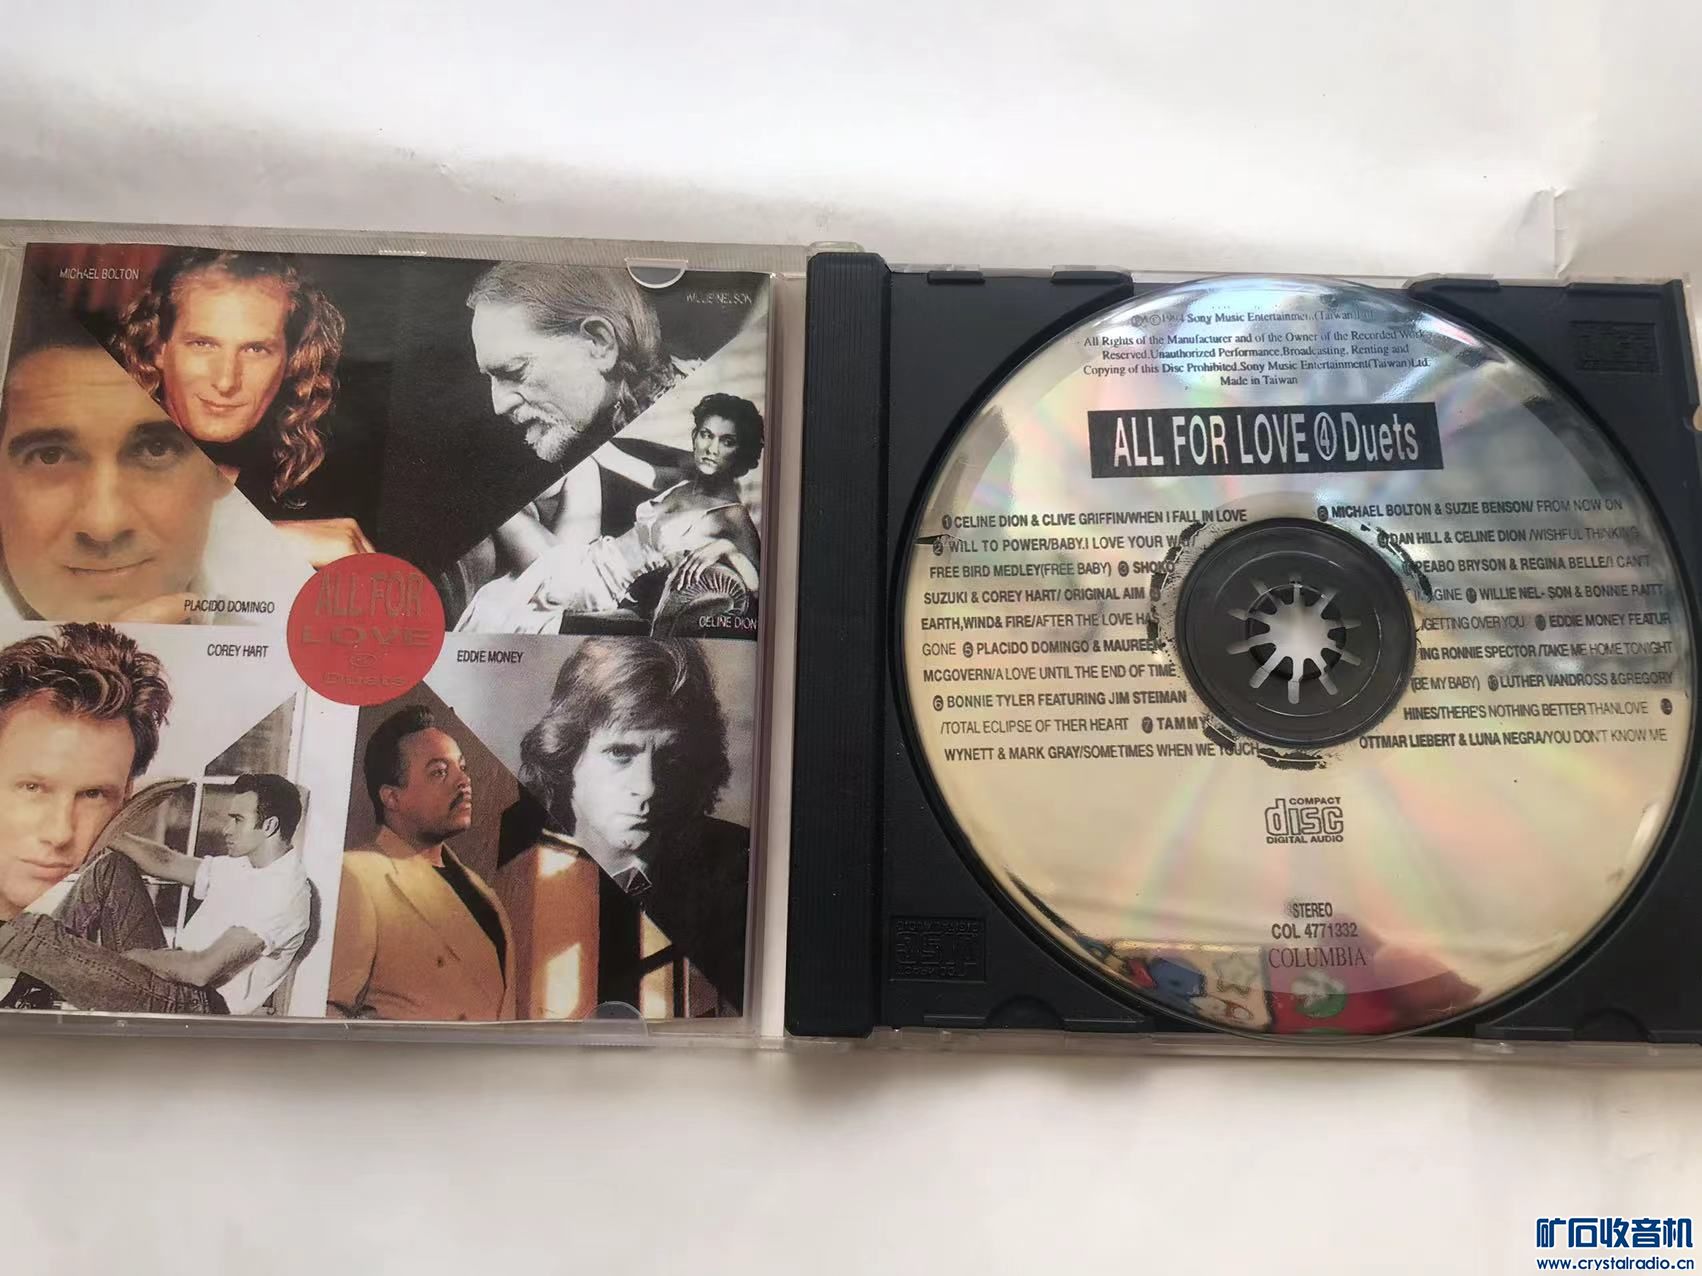 MICHAEL BOLTON
WILLIE NELSON
PLACIDO DOMINGO
CELINE DION
COREY HART
EDDIE MONEY
ALL FOR
LOVE
Duets
1994 Sony Music Entertainment(Taiwan)Ltd
All Rights of the Manufacturer and of the Owner of the Recorded Work
Reserved.Unauthorized Performance,Broadcasting, Renting and
Copying of this Disc Prohibited.Sony Music Entertainment(Taiwan)Ltd.
Made in Taiwan
ALL FOR LOVE ④ Duets
① CELINE DION & CLIVE GRIFFIN/WHEN I FALL IN LOVE
② WILL TO POWER/BABY.I LOVE YOUR WAY/
FREE BIRD MEDLEY(FREE BABY) ③ SHOKO
SUZUKI & COREY HART/ ORIGINAL AIM
EARTH,WIND& FIRE/AFTER THE LOVE HAS
GONE ⑤ PLACIDO DOMINGO & MAUREEN
MCGOVERN/A LOVE UNTIL THE END OF TIME
⑥ BONNIE TYLER FEATURING JIM STEIMAN
/TOTAL ECLIPSE OF THER HEART ⑦ TAMMY
WYNETT & MARK GRAY/SOMETIMES WHEN WE TOUCH
⑧ MICHAEL BOLTON & SUZIE BENSON/ FROM NOW ON
DAN HILL & CELINE DION /WISHFUL THINKING
PEABO BRYSON & REGINA BELLE/I CAN'T
IMAGINE WILLIE NEL- SON & BONNIE RAITT
/GETTING OVER YOU EDDIE MONEY FEATUR
ING RONNIE SPECTOR /TAKE ME HOME TONIGHT
(BE MY BABY) LUTHER VANDROSS &GREGORY
HINES/THERE'S NOTHING BETTER THANLOVE
OTTMAR LIEBERT & LUNA NEGRA/YOU DON'T KNOW ME
COMPACT
disc
DIGITAL AUDIO
STEREO
COL 4771332
COLUMBIA
矿石收音机
www.crystalradio.cn